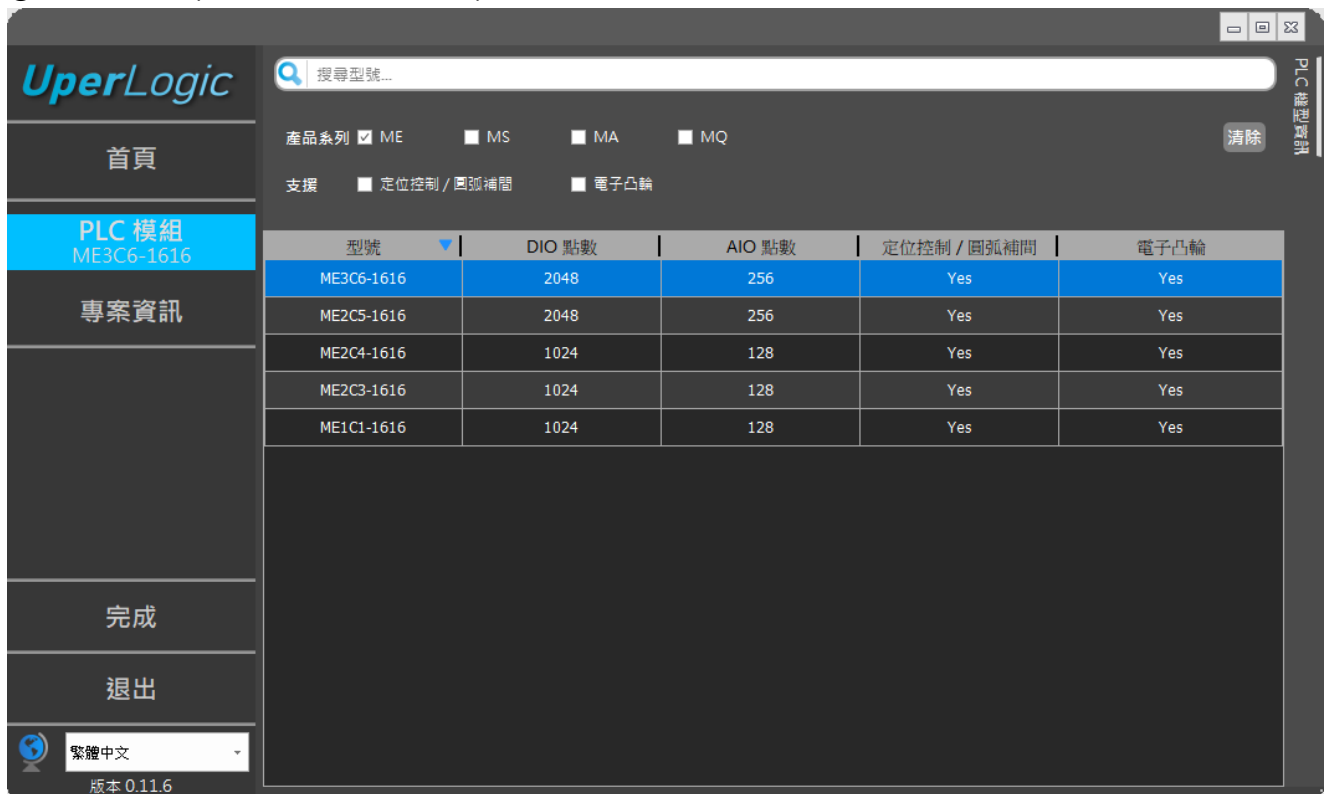 UperLogic
首頁
PLC 模組
ME3C6-1616
專案資訊
完成
退出
繁體中文
版本 0.11.6
搜尋型號...
產品系列 ME MS MA MQ 清除
支援 定位控制 / 圓弧補間 電子凸輪
型號 DIO 點數 AIO 點數 定位控制 / 圓弧補間 電子凸輪
ME3C6-1616 2048 256 Yes Yes
ME2C5-1616 2048 256 Yes Yes
ME2C4-1616 1024 128 Yes Yes
ME2C3-1616 1024 128 Yes Yes
ME1C1-1616 1024 128 Yes Yes
PLC 機型資訊